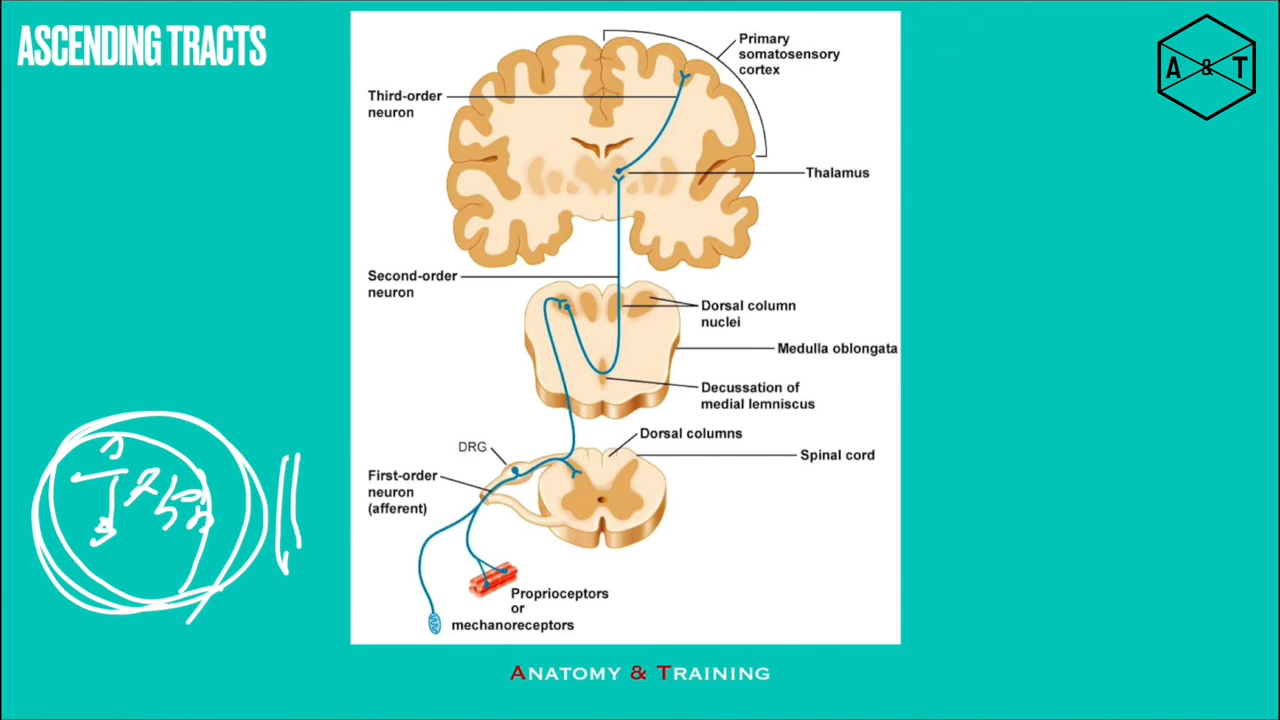 ASCENDING TRACTS
A & T
Primary
somatosensory
cortex
Third-order
neuron
Thalamus
Second-order
neuron
Dorsal column
nuclei
Medulla oblongata
Decussation of
medial lemniscus
Dorsal columns
DRG
Spinal cord
First-order
neuron
(afferent)
Proprioceptors
or
mechanoreceptors
ANATOMY & TRAINING